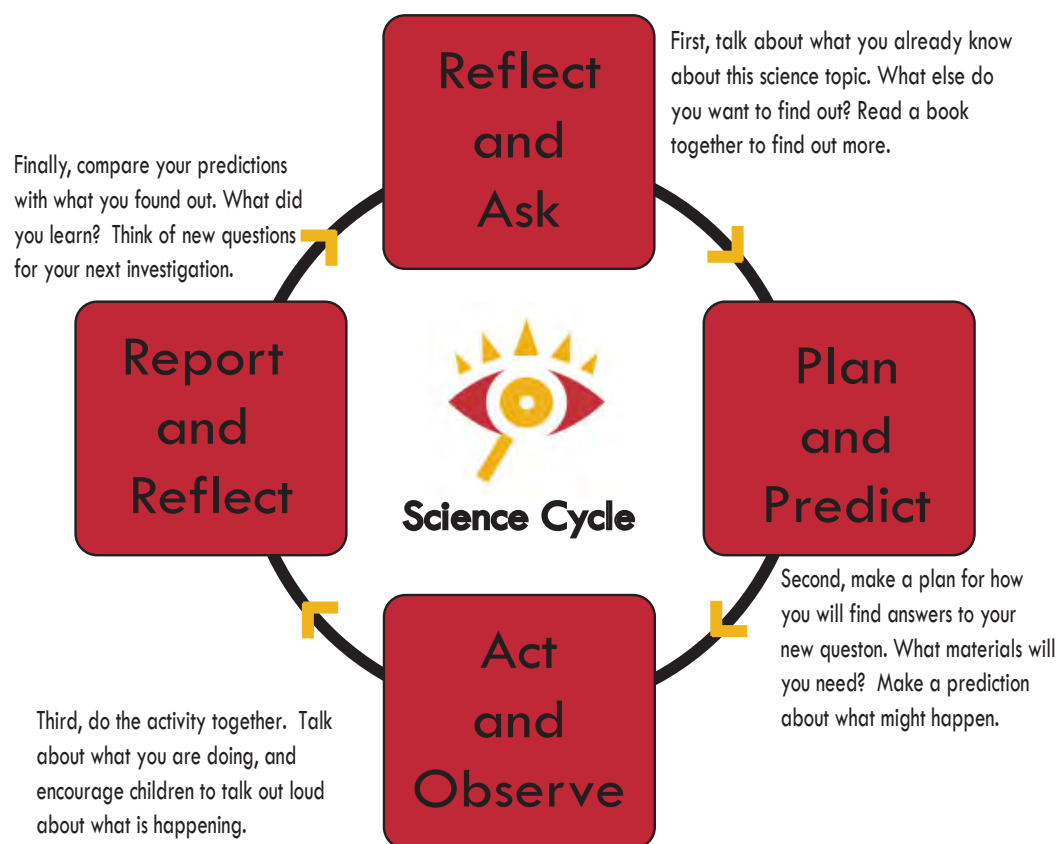 Reflect
and
Ask
First, talk about what you already know
about this science topic. What else do
you want to find out? Read a book
together to find out more.
Plan
and
Predict
Second, make a plan for how
you will find answers to your
new queston. What materials will
you need?  Make a prediction
about what might happen.
Act
and
Observe
Third, do the activity together.  Talk
about what you are doing, and
encourage children to talk out loud
about what is happening.
Report
and
Reflect
Finally, compare your predictions
with what you found out. What did
you learn?  Think of new questions
for your next investigation.
Science Cycle